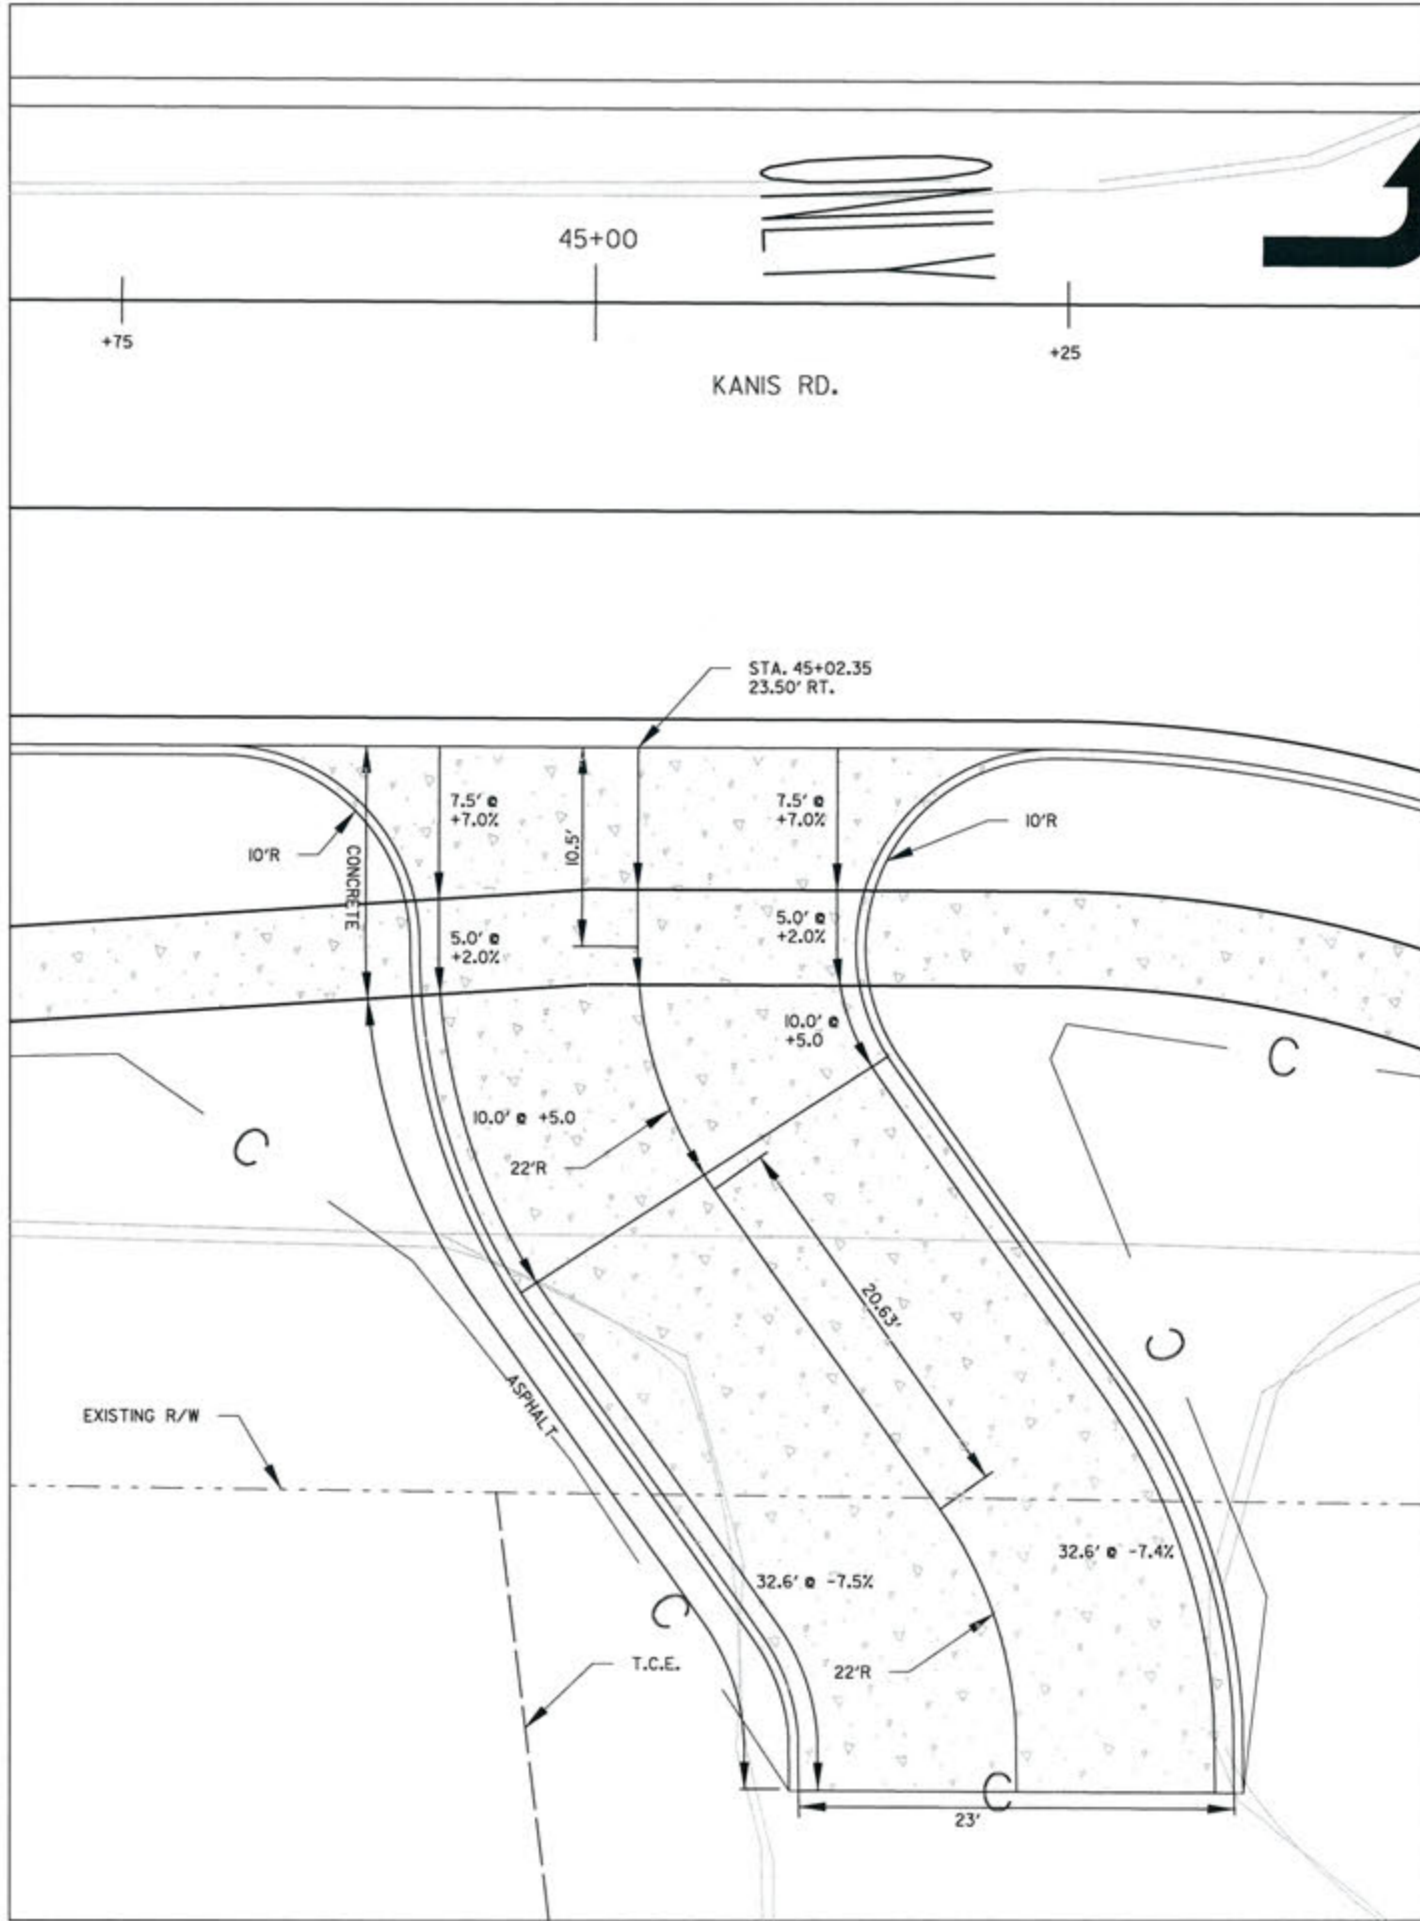 ONLY
45+00
+75
+25
KANIS RD.
STA. 45+02.35
23.50' RT.
7.5' @
+7.0%
7.5' @
+7.0%
10'R
10'R
CONCRETE
10.5'
5.0' @
+2.0%
5.0' @
+2.0%
10.0' @
+5.0
C
C
10.0' @ +5.0
22'R
20.63'
C
ASPHALT
EXISTING R/W
32.6' @ -7.4%
32.6' @ -7.5%
C
T.C.E.
22'R
C
23'